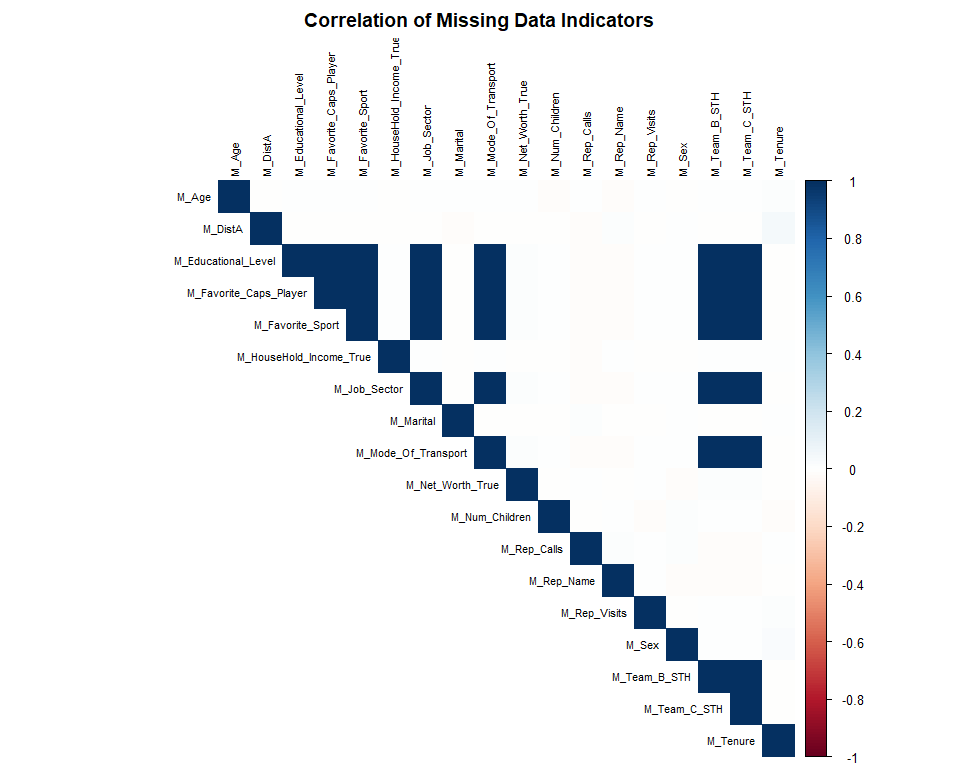 Correlation of Missing Data Indicators
M_Age
M_DistA
M_Educational_Level
M_Favorite_Caps_Player
M_Favorite_Sport
M_HouseHold_Income_True
M_Job_Sector
M_Marital
M_Mode_Of_Transport
M_Net_Worth_True
M_Num_Children
M_Rep_Calls
M_Rep_Name
M_Rep_Visits
M_Sex
M_Team_B_STH
M_Team_C_STH
M_Tenure
M_Age
M_DistA
M_Educational_Level
M_Favorite_Caps_Player
M_Favorite_Sport
M_HouseHold_Income_True
M_Job_Sector
M_Marital
M_Mode_Of_Transport
M_Net_Worth_True
M_Num_Children
M_Rep_Calls
M_Rep_Name
M_Rep_Visits
M_Sex
M_Team_B_STH
M_Team_C_STH
M_Tenure
1
0.8
0.6
0.4
0.2
0
-0.2
-0.4
-0.6
-0.8
-1